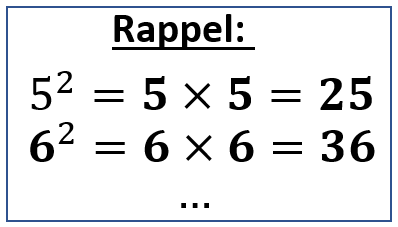 Rappel:
5² = 5 × 5 = 25
6² = 6 × 6 = 36
...